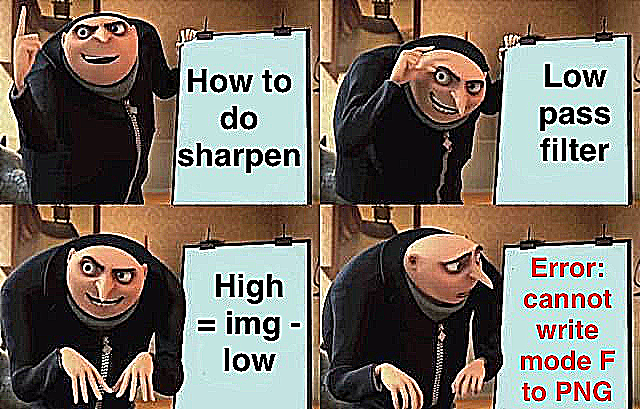 How to
do
sharpen
Low
pass
filter
High
= img -
low
Error:
cannot
write
mode F
to PNG